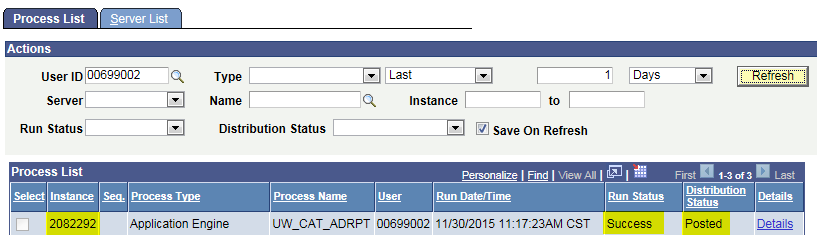 Process List Server List
Actions
User ID 00699002 Type Last 1 Days Refresh
Server Name Instance to
Run Status Distribution Status Save On Refresh
Process List Personalize | Find | View All | | First 1-3 of 3 Last
Select Instance Seq. Process Type Process Name User Run Date/Time Run Status Distribution Status Details
2082292 Application Engine UW_CAT_ADRPT 00699002 11/30/2015 11:17:23AM CST Success Posted Details